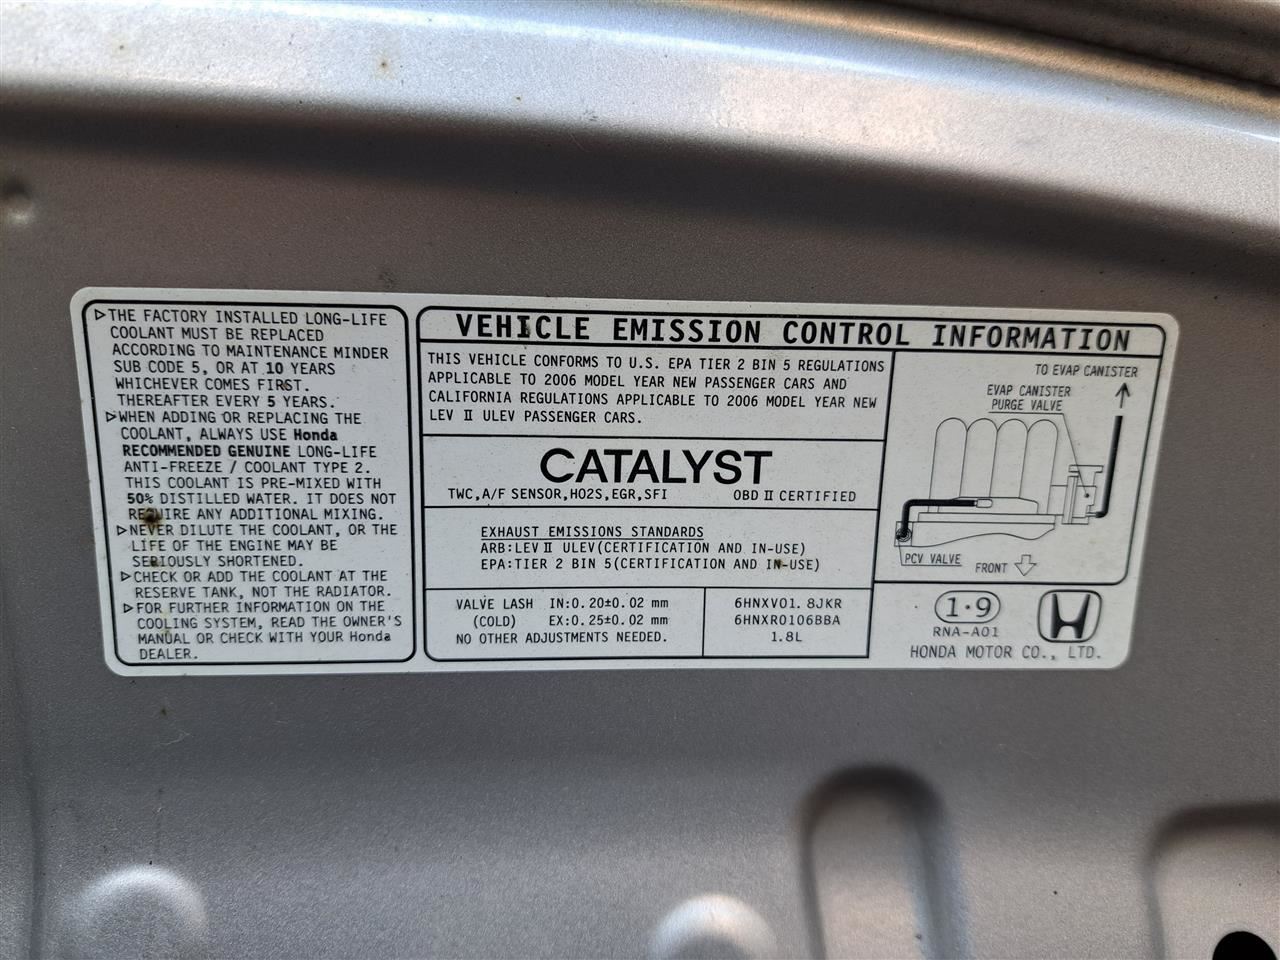 ▷THE FACTORY INSTALLED LONG-LIFE
COOLANT MUST BE REPLACED
ACCORDING TO MAINTENANCE MINDER
SUB CODE 5, OR AT 10 YEARS
WHICHEVER COMES FIRST.
THEREAFTER EVERY 5 YEARS.
▷WHEN ADDING OR REPLACING THE
COOLANT, ALWAYS USE Honda
RECOMMENDED GENUINE LONG-LIFE
ANTI-FREEZE / COOLANT TYPE 2.
THIS COOLANT IS PRE-MIXED WITH
50% DISTILLED WATER. IT DOES NOT
REQUIRE ANY ADDITIONAL MIXING.
▷NEVER DILUTE THE COOLANT, OR THE
LIFE OF THE ENGINE MAY BE
SERIOUSLY SHORTENED.
▷CHECK OR ADD THE COOLANT AT THE
RESERVE TANK, NOT THE RADIATOR.
▷FOR FURTHER INFORMATION ON THE
COOLING SYSTEM, READ THE OWNER'S
MANUAL OR CHECK WITH YOUR Honda
DEALER.
VEHICLE EMISSION CONTROL INFORMATION
THIS VEHICLE CONFORMS TO U.S. EPA TIER 2 BIN 5 REGULATIONS
APPLICABLE TO 2006 MODEL YEAR NEW PASSENGER CARS AND
CALIFORNIA REGULATIONS APPLICABLE TO 2006 MODEL YEAR NEW
LEV II ULEV PASSENGER CARS.
CATALYST
TWC,A/F SENSOR,HO2S,EGR,SFI OBD II CERTIFIED
EXHAUST EMISSIONS STANDARDS
ARB:LEV II ULEV(CERTIFICATION AND IN-USE)
EPA:TIER 2 BIN 5(CERTIFICATION AND IN-USE)
VALVE LASH IN:0.20±0.02 mm
(COLD) EX:0.25±0.02 mm
NO OTHER ADJUSTMENTS NEEDED.
6HNXV01.8JKR
6HNXR0106BBA
1.8L
TO EVAP CANISTER
EVAP CANISTER
PURGE VALVE
PCV VALVE
FRONT
1·9
RNA-A01
HONDA MOTOR CO., LTD.